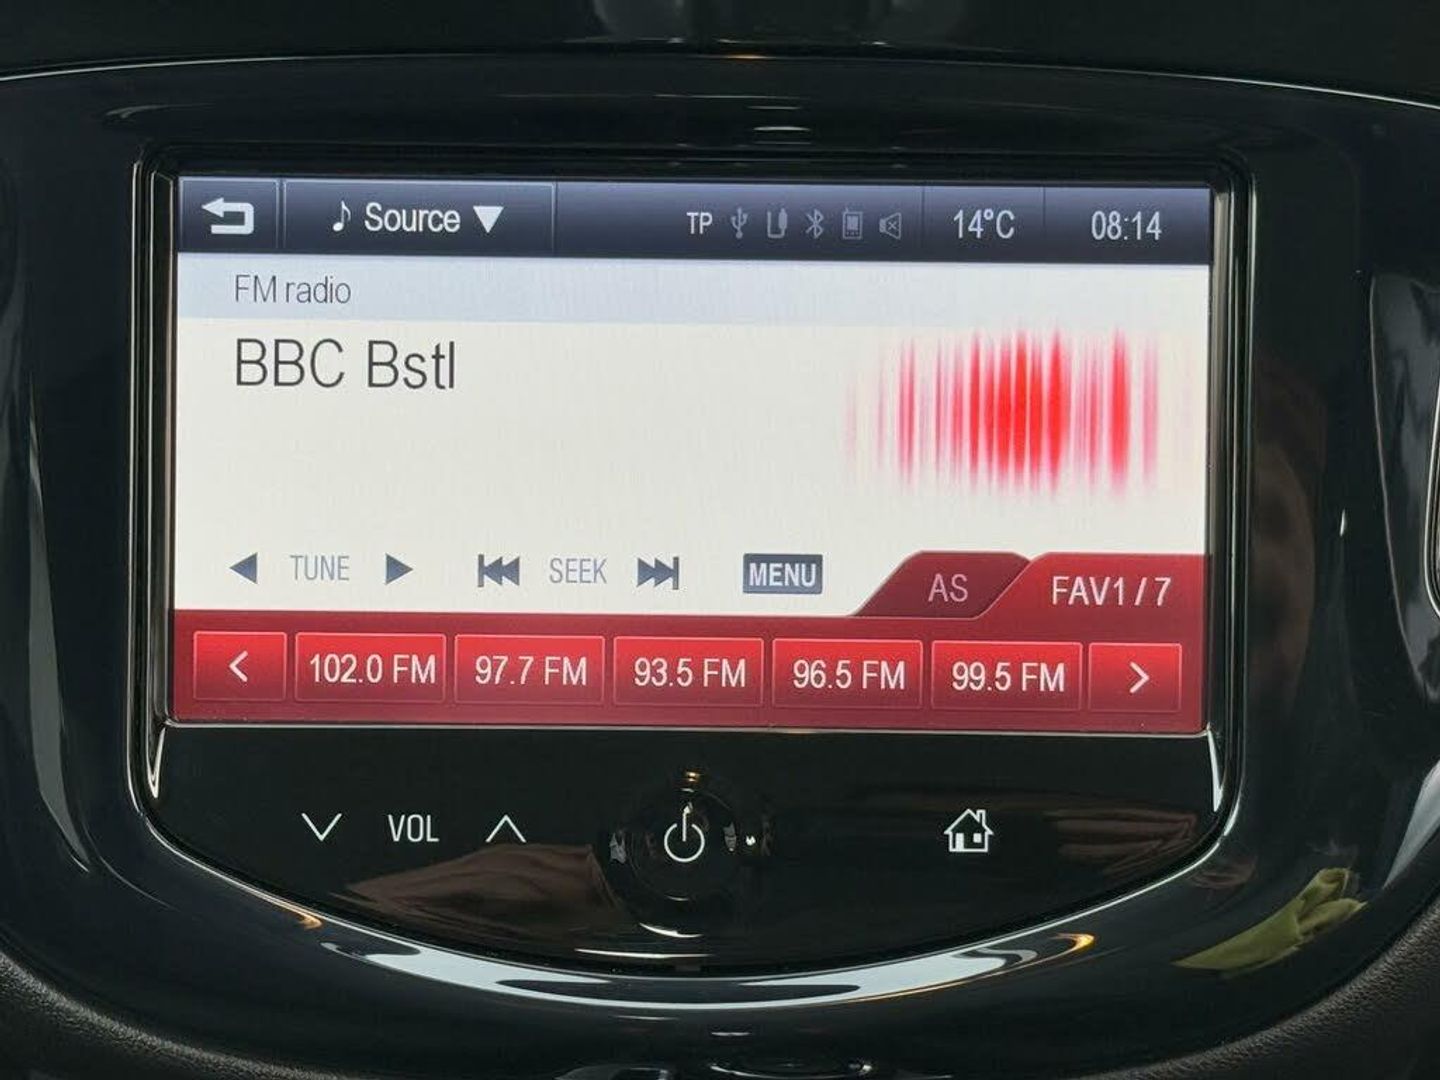 Source TP 14°C 08:14
FM radio
BBC Bstl
TUNE SEEK MENU AS FAV1 / 7
102.0 FM 97.7 FM 93.5 FM 96.5 FM 99.5 FM
VOL